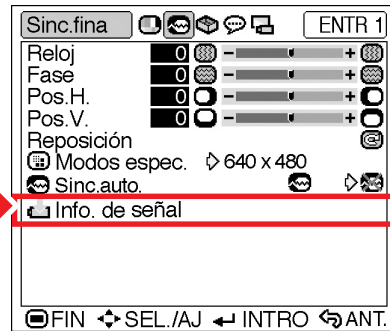 Sinc.fina ENTR 1
Reloj 0 - +
Fase 0 - +
Pos.H. 0 - +
Pos.V. 0 - +
Reposición
Modos espec. 640 x 480
Sinc.auto.
Info. de señal
FIN SEL./AJ INTRO ANT.